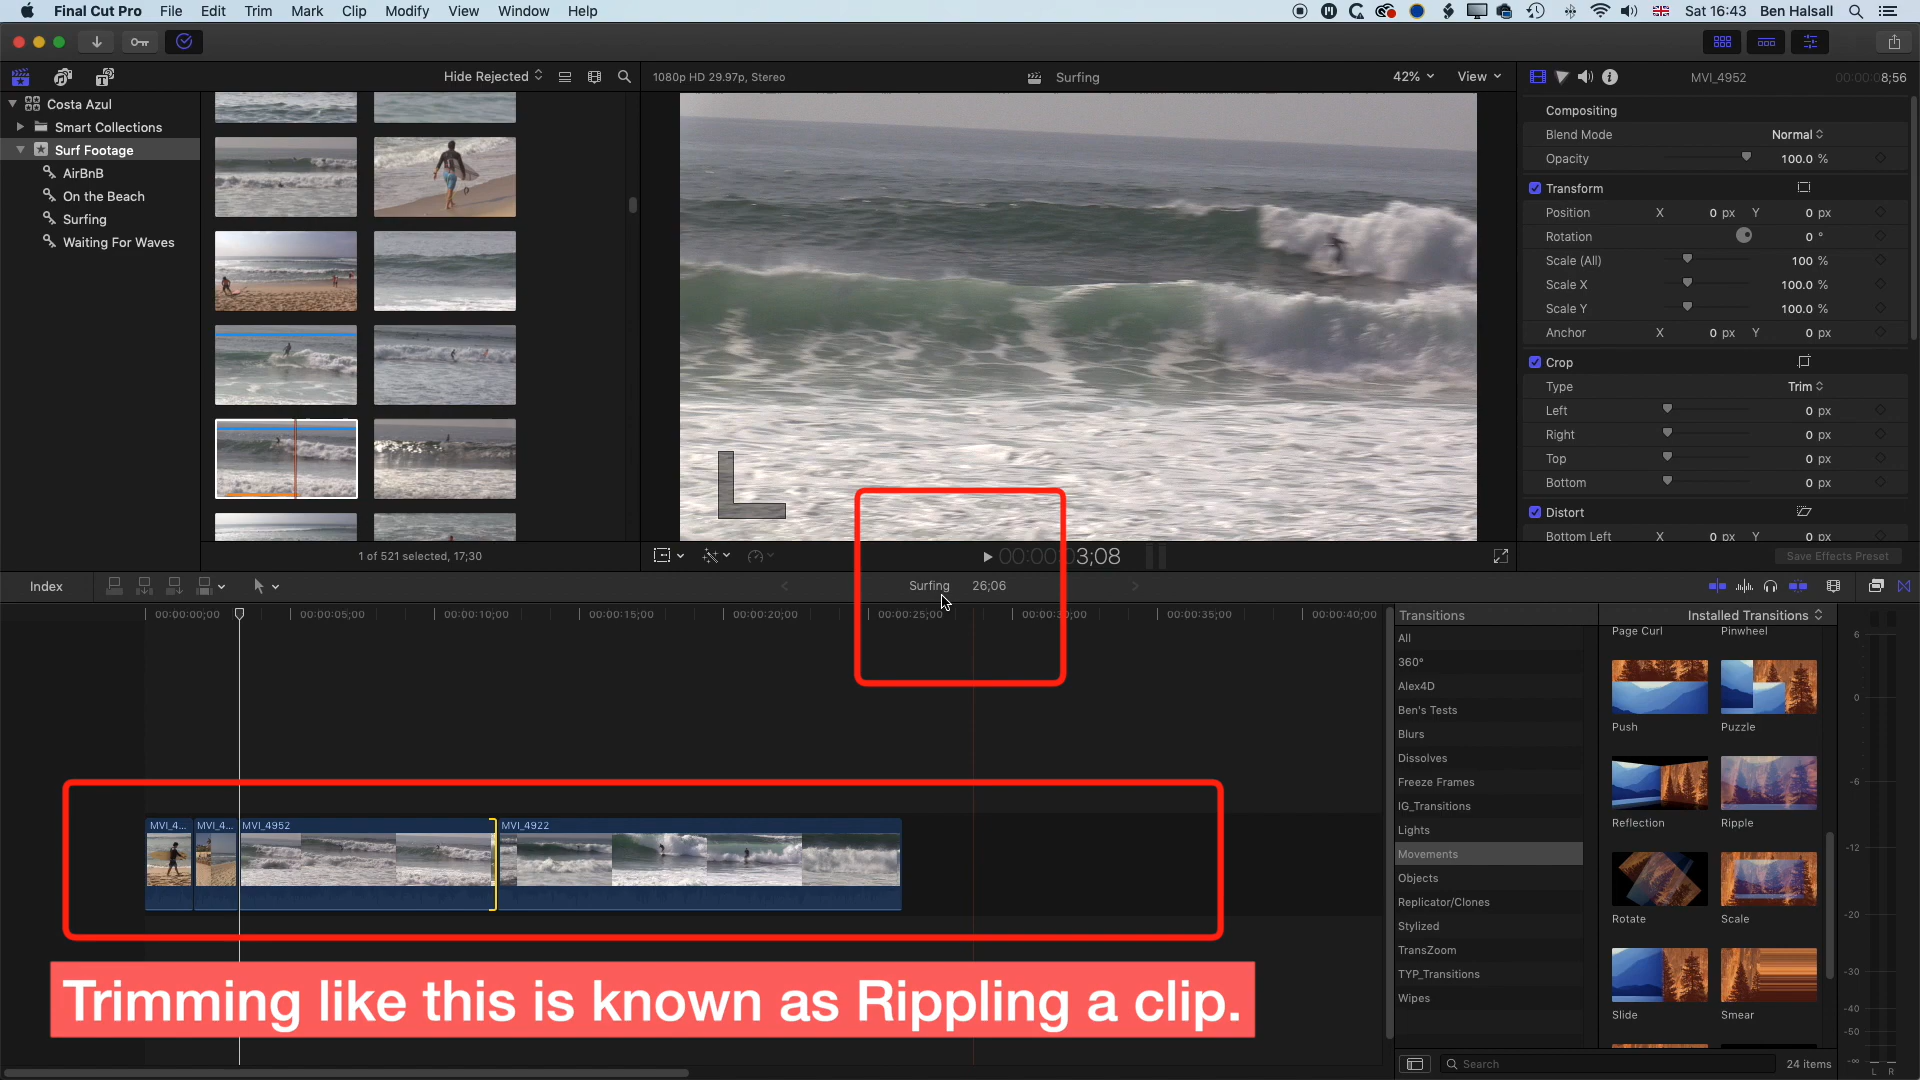 Final Cut Pro File Edit Trim Mark Clip Modify View Window Help
Sat 16:43 Ben Halsall
Hide Rejected
1080p HD 29.97p, Stereo
Surfing
42%
View
MVI_4952
00:00:08;56
Costa Azul
Smart Collections
Surf Footage
AirBnB
On the Beach
Surfing
Waiting For Waves
1 of 521 selected, 17;30
L
00:00:03;08
Compositing
Blend Mode Normal
Opacity 100.0 %
Transform
Position X 0 px Y 0 px
Rotation 0 °
Scale (All) 100 %
Scale X 100.0 %
Scale Y 100.0 %
Anchor X 0 px Y 0 px
Crop
Type Trim
Left 0 px
Right 0 px
Top 0 px
Bottom 0 px
Distort
Bottom Left X 0 px Y 0 px
Save Effects Preset
Index
Surfing 26;06
00:00:00;00 00:00:05;00 00:00:10;00 00:00:15;00 00:00:20;00 00:00:25;00 00:00:30;00 00:00:35;00 00:00:40;00
MVI_4... MVI_4... MVI_4952 MVI_4922
Trimming like this is known as Rippling a clip.
Transitions
Installed Transitions
All
360°
Alex4D
Ben's Tests
Blurs
Dissolves
Freeze Frames
IG_Transitions
Lights
Movements
Objects
Replicator/Clones
Stylized
TransZoom
TYP_Transitions
Wipes
Page Curl Pinwheel
Push Puzzle
Reflection Ripple
Rotate Scale
Slide Smear
Search
24 items
6
0
-6
-12
-20
-30
-40
-50
-∞
L R